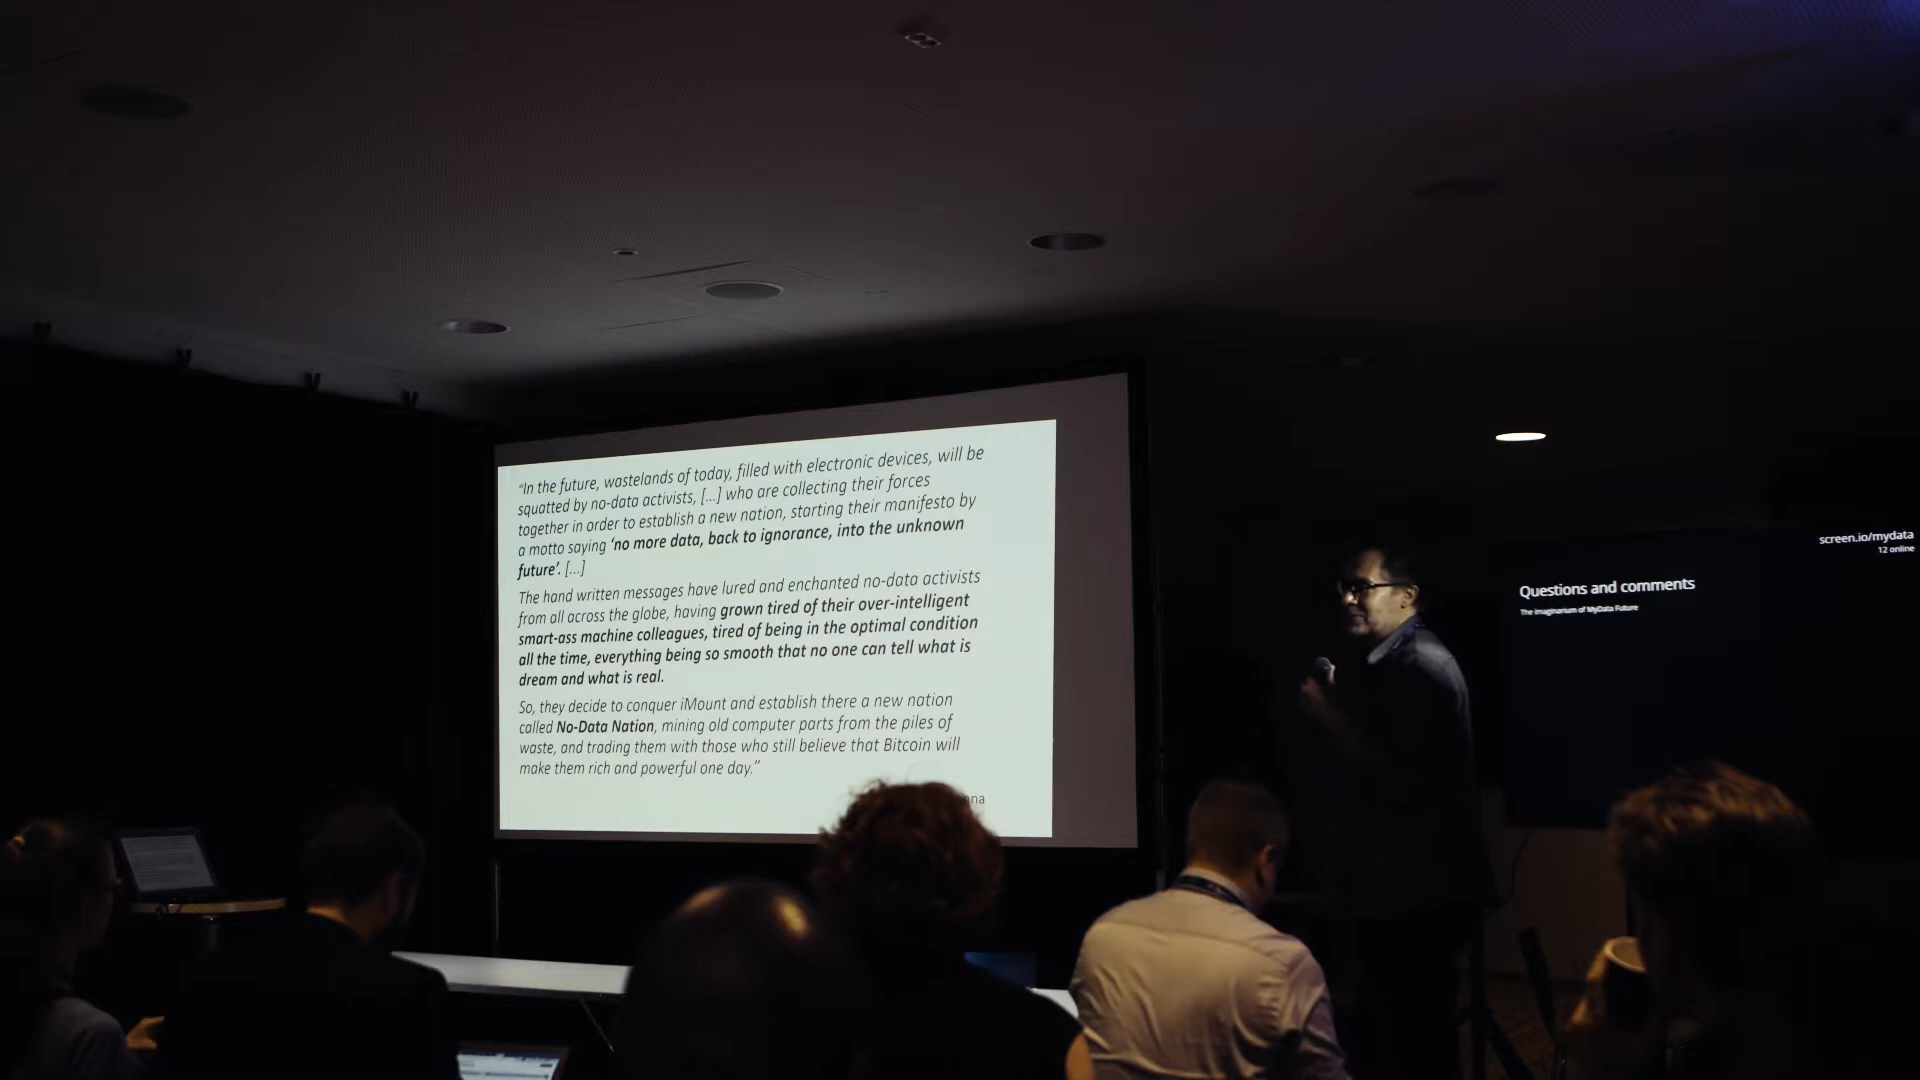 “In the future, wastelands of today, filled with electronic devices, will be
squatted by no-data activists, [...] who are collecting their forces
together in order to establish a new nation, starting their manifesto by
a motto saying ‘no more data, back to ignorance, into the unknown
future’. [...]
The hand written messages have lured and enchanted no-data activists
from all across the globe, having grown tired of their over-intelligent
smart-ass machine colleagues, tired of being in the optimal condition
all the time, everything being so smooth that no one can tell what is
dream and what is real.
So, they decide to conquer iMount and establish there a new nation
called No-Data Nation, mining old computer parts from the piles of
waste, and trading them with those who still believe that Bitcoin will
make them rich and powerful one day.”
screen.io/mydata
12 online
Questions and comments
The imaginarium of MyData Future